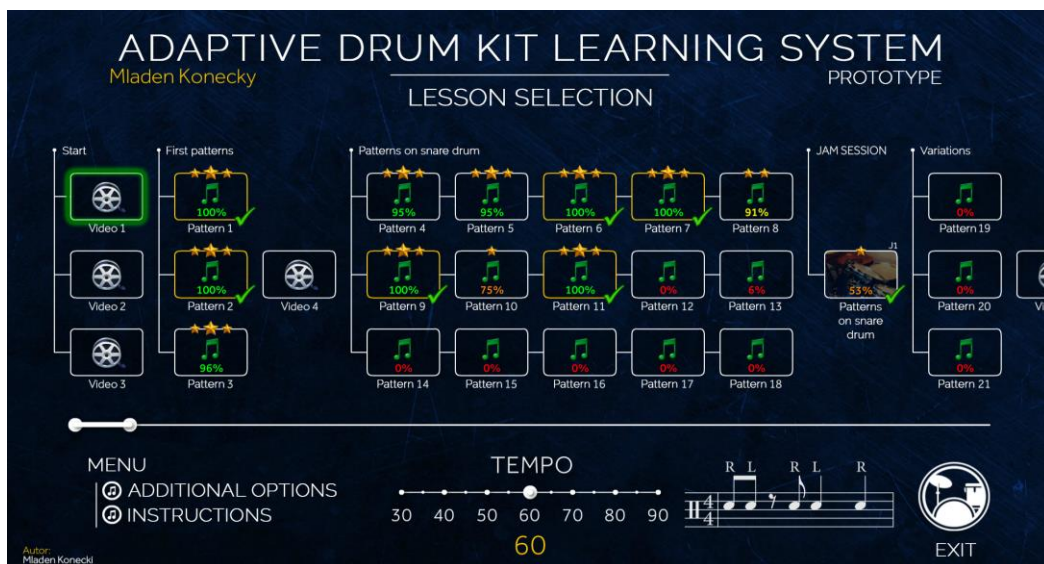 ADAPTIVE DRUM KIT LEARNING SYSTEM
Mladen Konecky
PROTOTYPE
LESSON SELECTION
Start
First patterns
Patterns on snare drum
JAM SESSION
Variations
100%
95%
95%
100%
100%
91%
0%
Video 1
Pattern 1
Pattern 4
Pattern 5
Pattern 6
Pattern 7
Pattern 8
Pattern 19
J1
100%
100%
75%
100%
0%
6%
53%
0%
Video 2
Pattern 2
Video 4
Pattern 9
Pattern 10
Pattern 11
Pattern 12
Pattern 13
Patterns
on snare
drum
Pattern 20
96%
0%
0%
0%
0%
0%
0%
Video 3
Pattern 3
Pattern 14
Pattern 15
Pattern 16
Pattern 17
Pattern 18
Pattern 21
MENU
ADDITIONAL OPTIONS
INSTRUCTIONS
TEMPO
30 40 50 60 70 80 90
60
R L R L R
4
4
EXIT
Autor:
Mladen Konecki